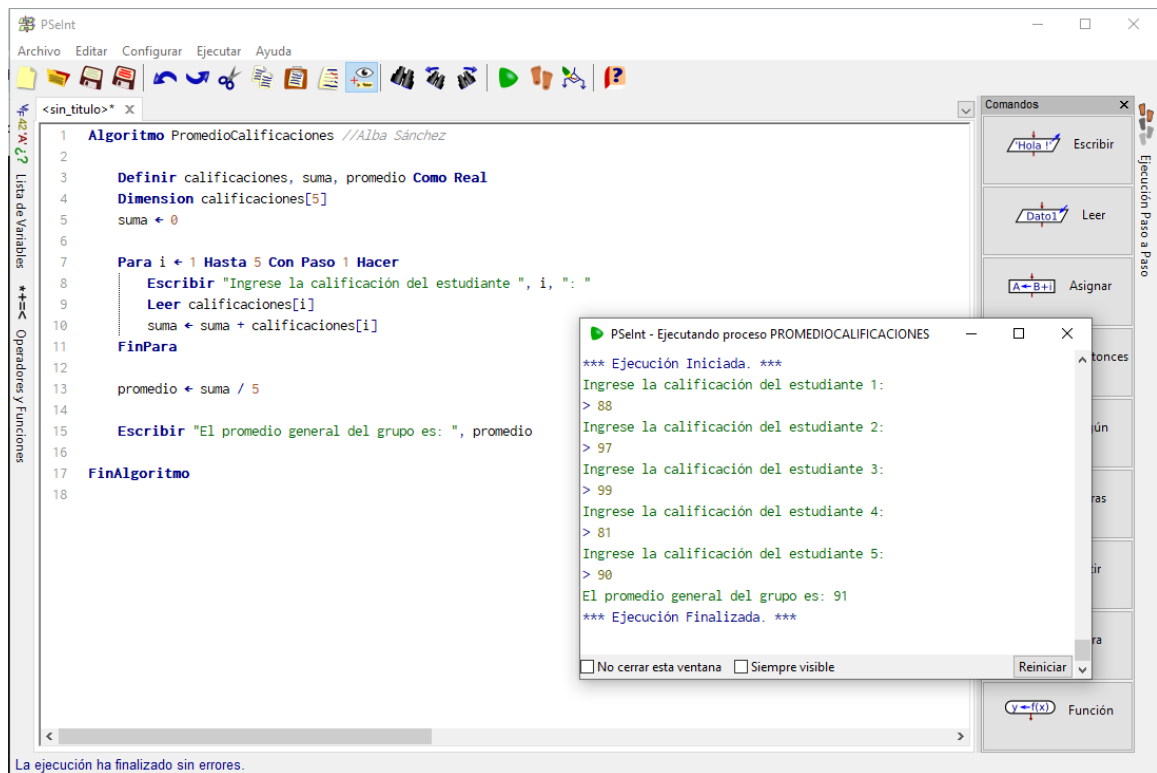 PSeInt
Archivo Editar Configurar Ejecutar Ayuda
<sin_titulo>* X
Lista de Variables
*+=< Operadores y Funciones
1 Algoritmo PromedioCalificaciones //Alba Sánchez
2
3 Definir calificaciones, suma, promedio Como Real
4 Dimension calificaciones[5]
5 suma ← 0
6
7 Para i ← 1 Hasta 5 Con Paso 1 Hacer
8 Escribir "Ingrese la calificación del estudiante ", i, ": "
9 Leer calificaciones[i]
10 suma ← suma + calificaciones[i]
11 FinPara
12
13 promedio ← suma / 5
14
15 Escribir "El promedio general del grupo es: ", promedio
16
17 FinAlgoritmo
18
PSeInt - Ejecutando proceso PROMEDIOCALIFICACIONES
*** Ejecución Iniciada. ***
Ingrese la calificación del estudiante 1:
> 88
Ingrese la calificación del estudiante 2:
> 97
Ingrese la calificación del estudiante 3:
> 99
Ingrese la calificación del estudiante 4:
> 81
Ingrese la calificación del estudiante 5:
> 90
El promedio general del grupo es: 91
*** Ejecución Finalizada. ***
No cerrar esta ventana Siempre visible Reiniciar
Comandos
'Hola !' Escribir
Dato1 Leer
A←B+i Asignar
tonces
ún
ras
tir
ra
y←f(x) Función
Ejecución Paso a Paso
La ejecución ha finalizado sin errores.